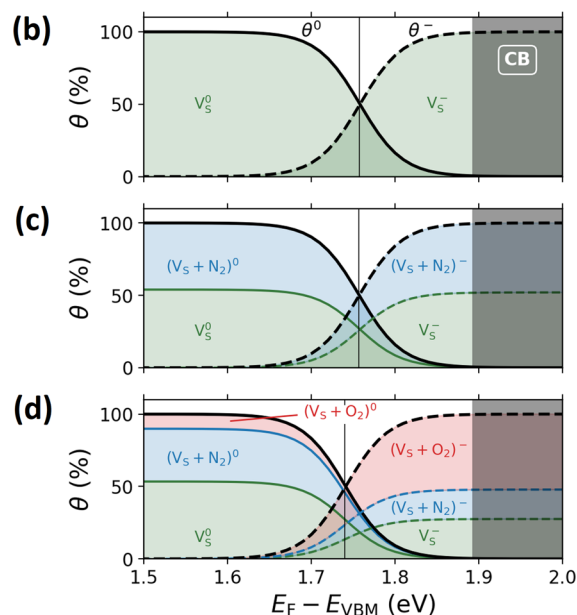 (b)
θ⁰ θ⁻
100
50
0
θ (%)
V_S^0 V_S^-
CB
(c)
100
50
0
θ (%)
(V_S + N_2)^0 (V_S + N_2)^-
V_S^0 V_S^-
(d)
100
50
0
θ (%)
(V_S + O_2)^0
(V_S + N_2)^0 (V_S + O_2)^-
(V_S + N_2)^-
V_S^0 V_S^-
1.5 1.6 1.7 1.8 1.9 2.0
E_F − E_VBM (eV)